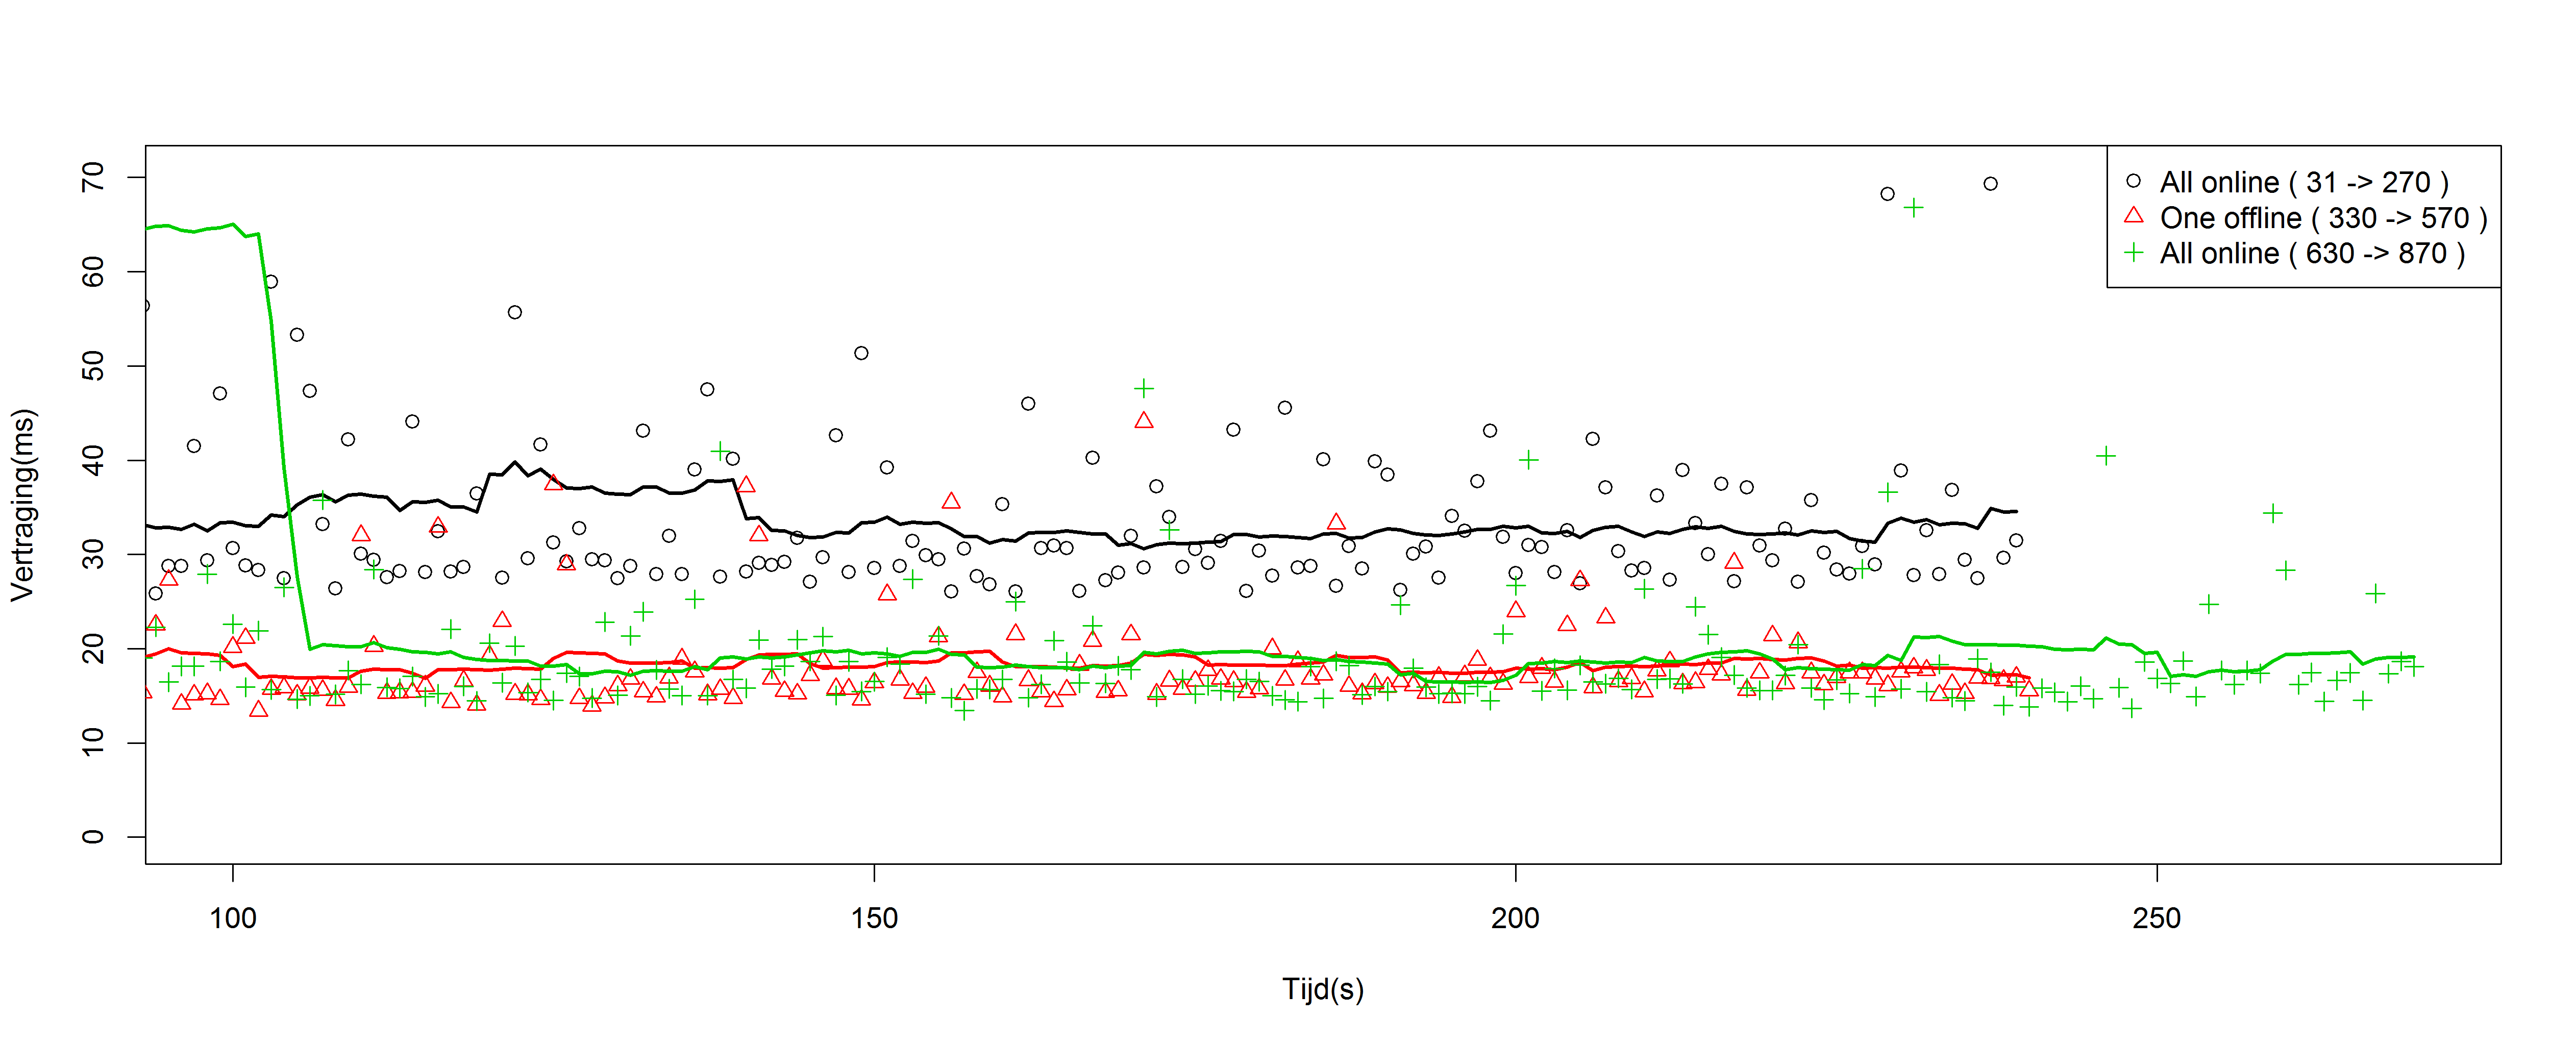 All online ( 31 -> 270 )
One offline ( 330 -> 570 )
All online ( 630 -> 870 )
Vertraging(ms)
70
60
50
40
30
20
10
0
100 150 200 250
Tijd(s)